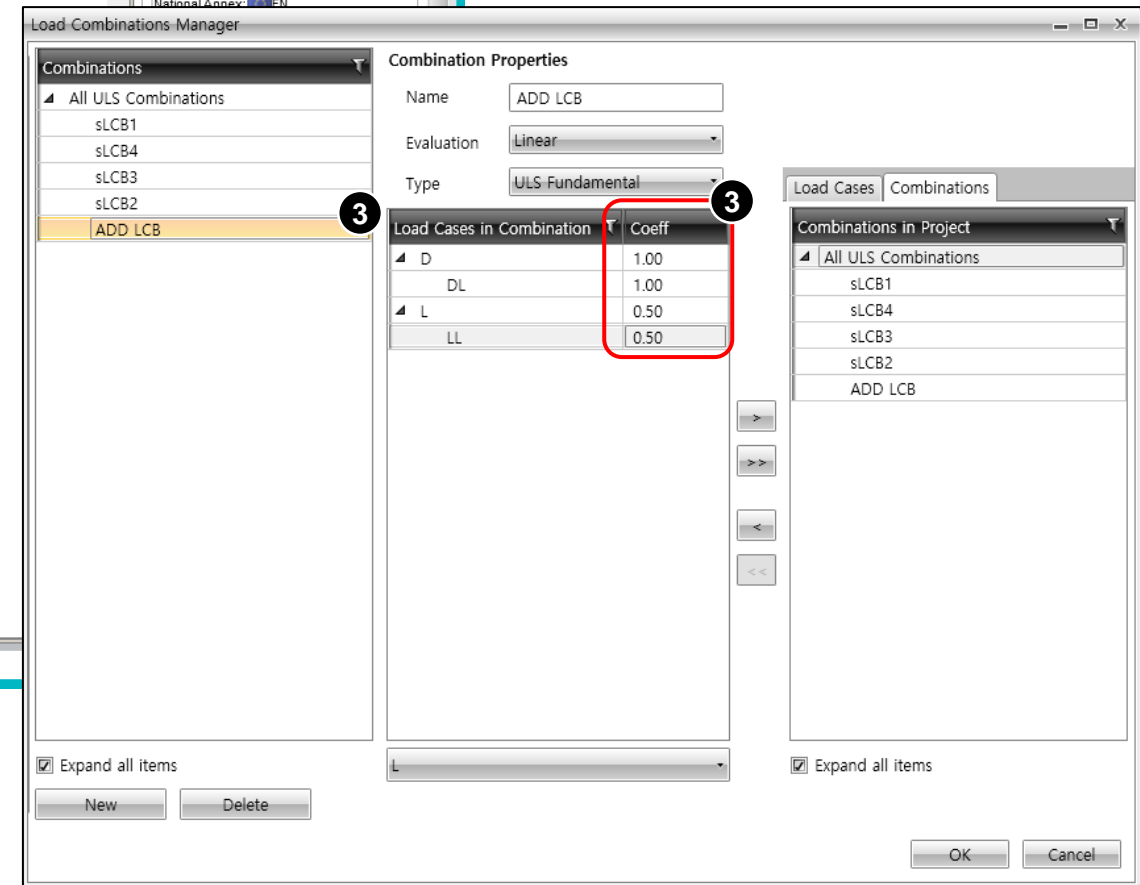 National Annex: EN
Load Combinations Manager
Combinations
All ULS Combinations
sLCB1
sLCB4
sLCB3
sLCB2
ADD LCB
3
Expand all items
New
Delete
Combination Properties
Name ADD LCB
Evaluation Linear
Type ULS Fundamental
3
Load Cases in Combination Coeff
D 1.00
DL 1.00
L 0.50
LL 0.50
L
>
>>
<
<<
Load Cases Combinations
Combinations in Project
All ULS Combinations
sLCB1
sLCB4
sLCB3
sLCB2
ADD LCB
Expand all items
OK
Cancel